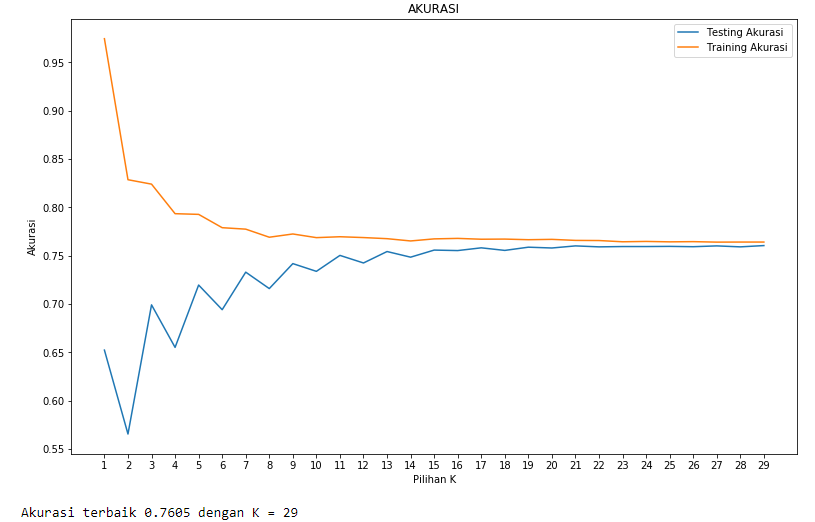 AKURASI
Testing Akurasi
Training Akurasi
Akurasi
0.95
0.90
0.85
0.80
0.75
0.70
0.65
0.60
0.55
1 2 3 4 5 6 7 8 9 10 11 12 13 14 15 16 17 18 19 20 21 22 23 24 25 26 27 28 29
Pilihan K
Akurasi terbaik 0.7605 dengan K = 29